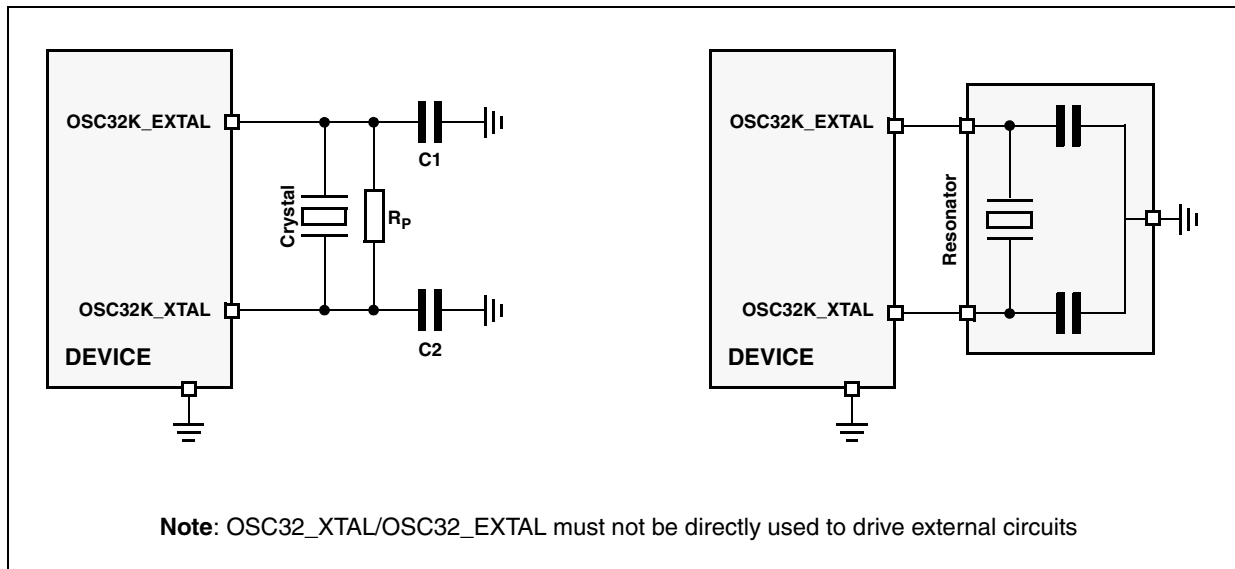 OSC32K_EXTAL
C1
Crystal
RP
OSC32K_XTAL
C2
DEVICE
OSC32K_EXTAL
Resonator
OSC32K_XTAL
DEVICE
Note: OSC32_XTAL/OSC32_EXTAL must not be directly used to drive external circuits